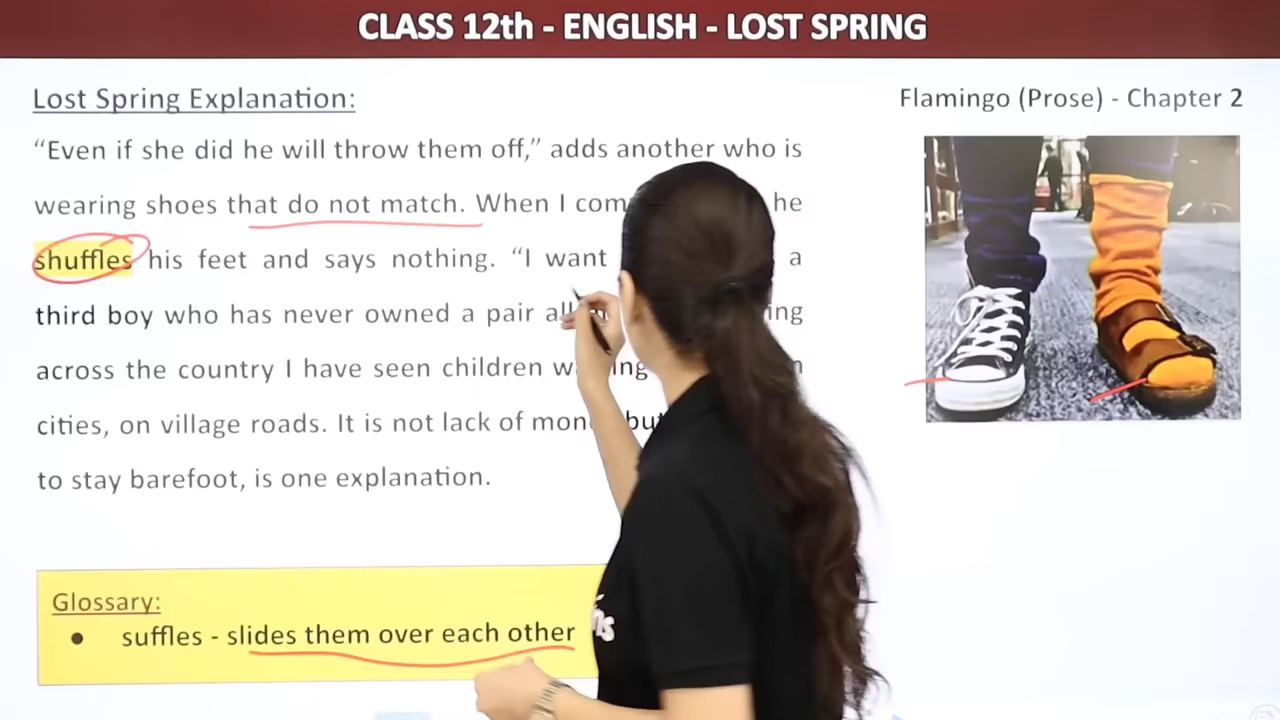 CLASS 12th - ENGLISH - LOST SPRING
Lost Spring Explanation:
Flamingo (Prose) - Chapter 2
“Even if she did he will throw them off,” adds another who is
wearing shoes that do not match. When I com he
shuffles his feet and says nothing. “I want a
third boy who has never owned a pair all ing
across the country I have seen children w ing
cities, on village roads. It is not lack of mon bu
to stay barefoot, is one explanation.
Glossary:
● suffles - slides them over each other